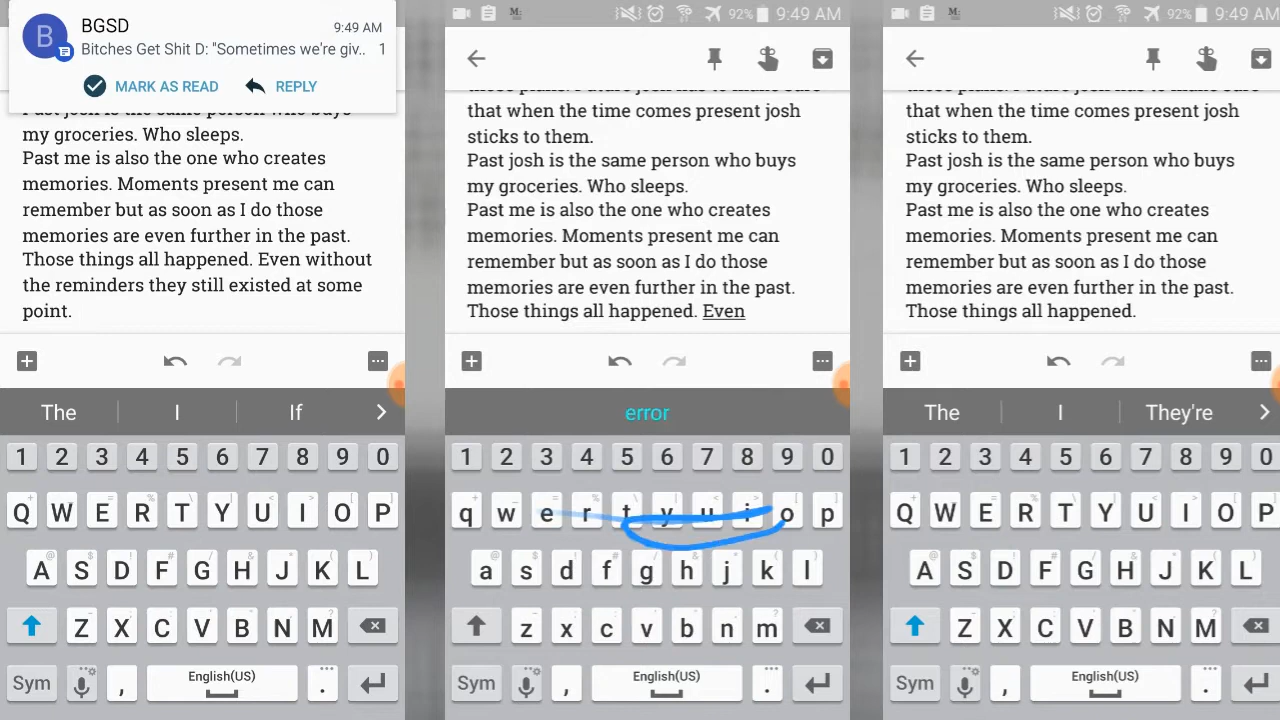 BGSD
9:49 AM
Bitches Get Shit D: "Sometimes we're giv.. 1
MARK AS READ
REPLY
my groceries. Who sleeps.
Past me is also the one who creates
memories. Moments present me can
remember but as soon as I do those
memories are even further in the past.
Those things all happened. Even without
the reminders they still existed at some
point.
The I If
1 2 3 4 5 6 7 8 9 0
Q W E R T Y U I O P
A S D F G H J K L
Z X C V B N M
Sym , English(US) .
92% 9:49 AM
that when the time comes present josh
sticks to them.
Past josh is the same person who buys
my groceries. Who sleeps.
Past me is also the one who creates
memories. Moments present me can
remember but as soon as I do those
memories are even further in the past.
Those things all happened. Even
error
1 2 3 4 5 6 7 8 9 0
q w e r t y u i o p
a s d f g h j k l
z x c v b n m
Sym , English(US) .
92% 9:49 AM
that when the time comes present josh
sticks to them.
Past josh is the same person who buys
my groceries. Who sleeps.
Past me is also the one who creates
memories. Moments present me can
remember but as soon as I do those
memories are even further in the past.
Those things all happened.
The I They're
1 2 3 4 5 6 7 8 9 0
Q W E R T Y U I O P
A S D F G H J K L
Z X C V B N M
Sym , English(US) .